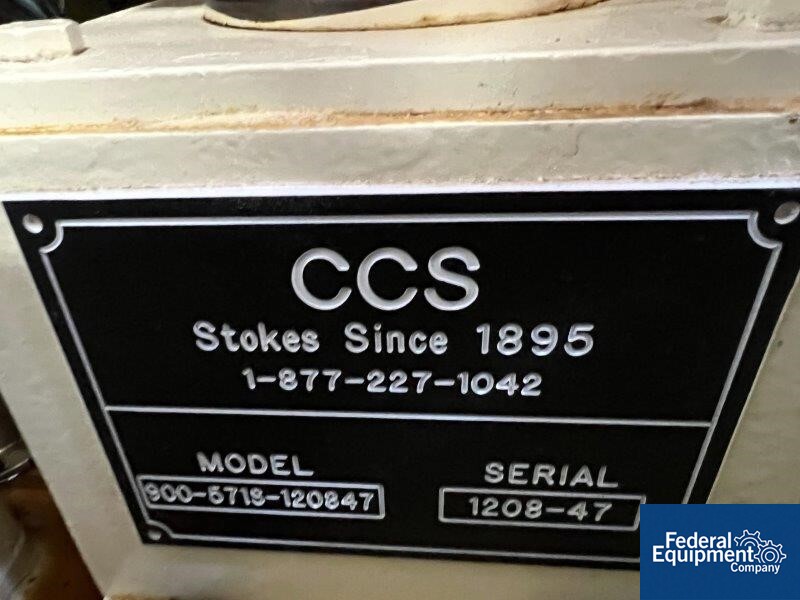 CCS
Stokes Since 1895
1-877-227-1042
MODEL
900-571S-120847
SERIAL
1208-47
Federal
Equipment
Company